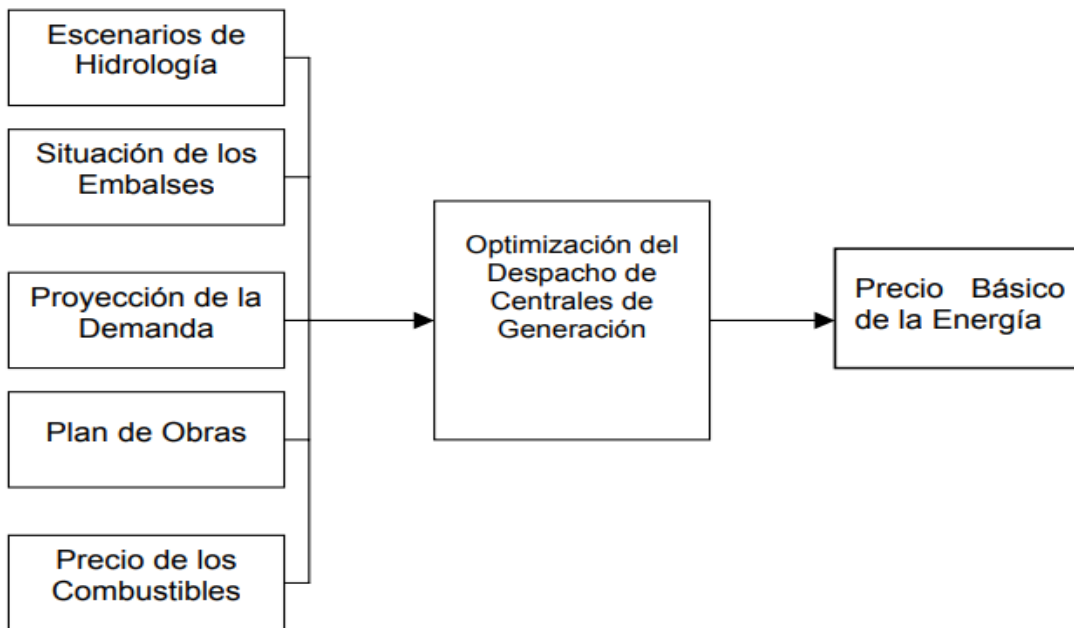 Escenarios de
Hidrología
Situación de los
Embalses
Proyección de la
Demanda
Plan de Obras
Precio de los
Combustibles
Optimización del
Despacho de
Centrales de
Generación
Precio Básico
de la Energía